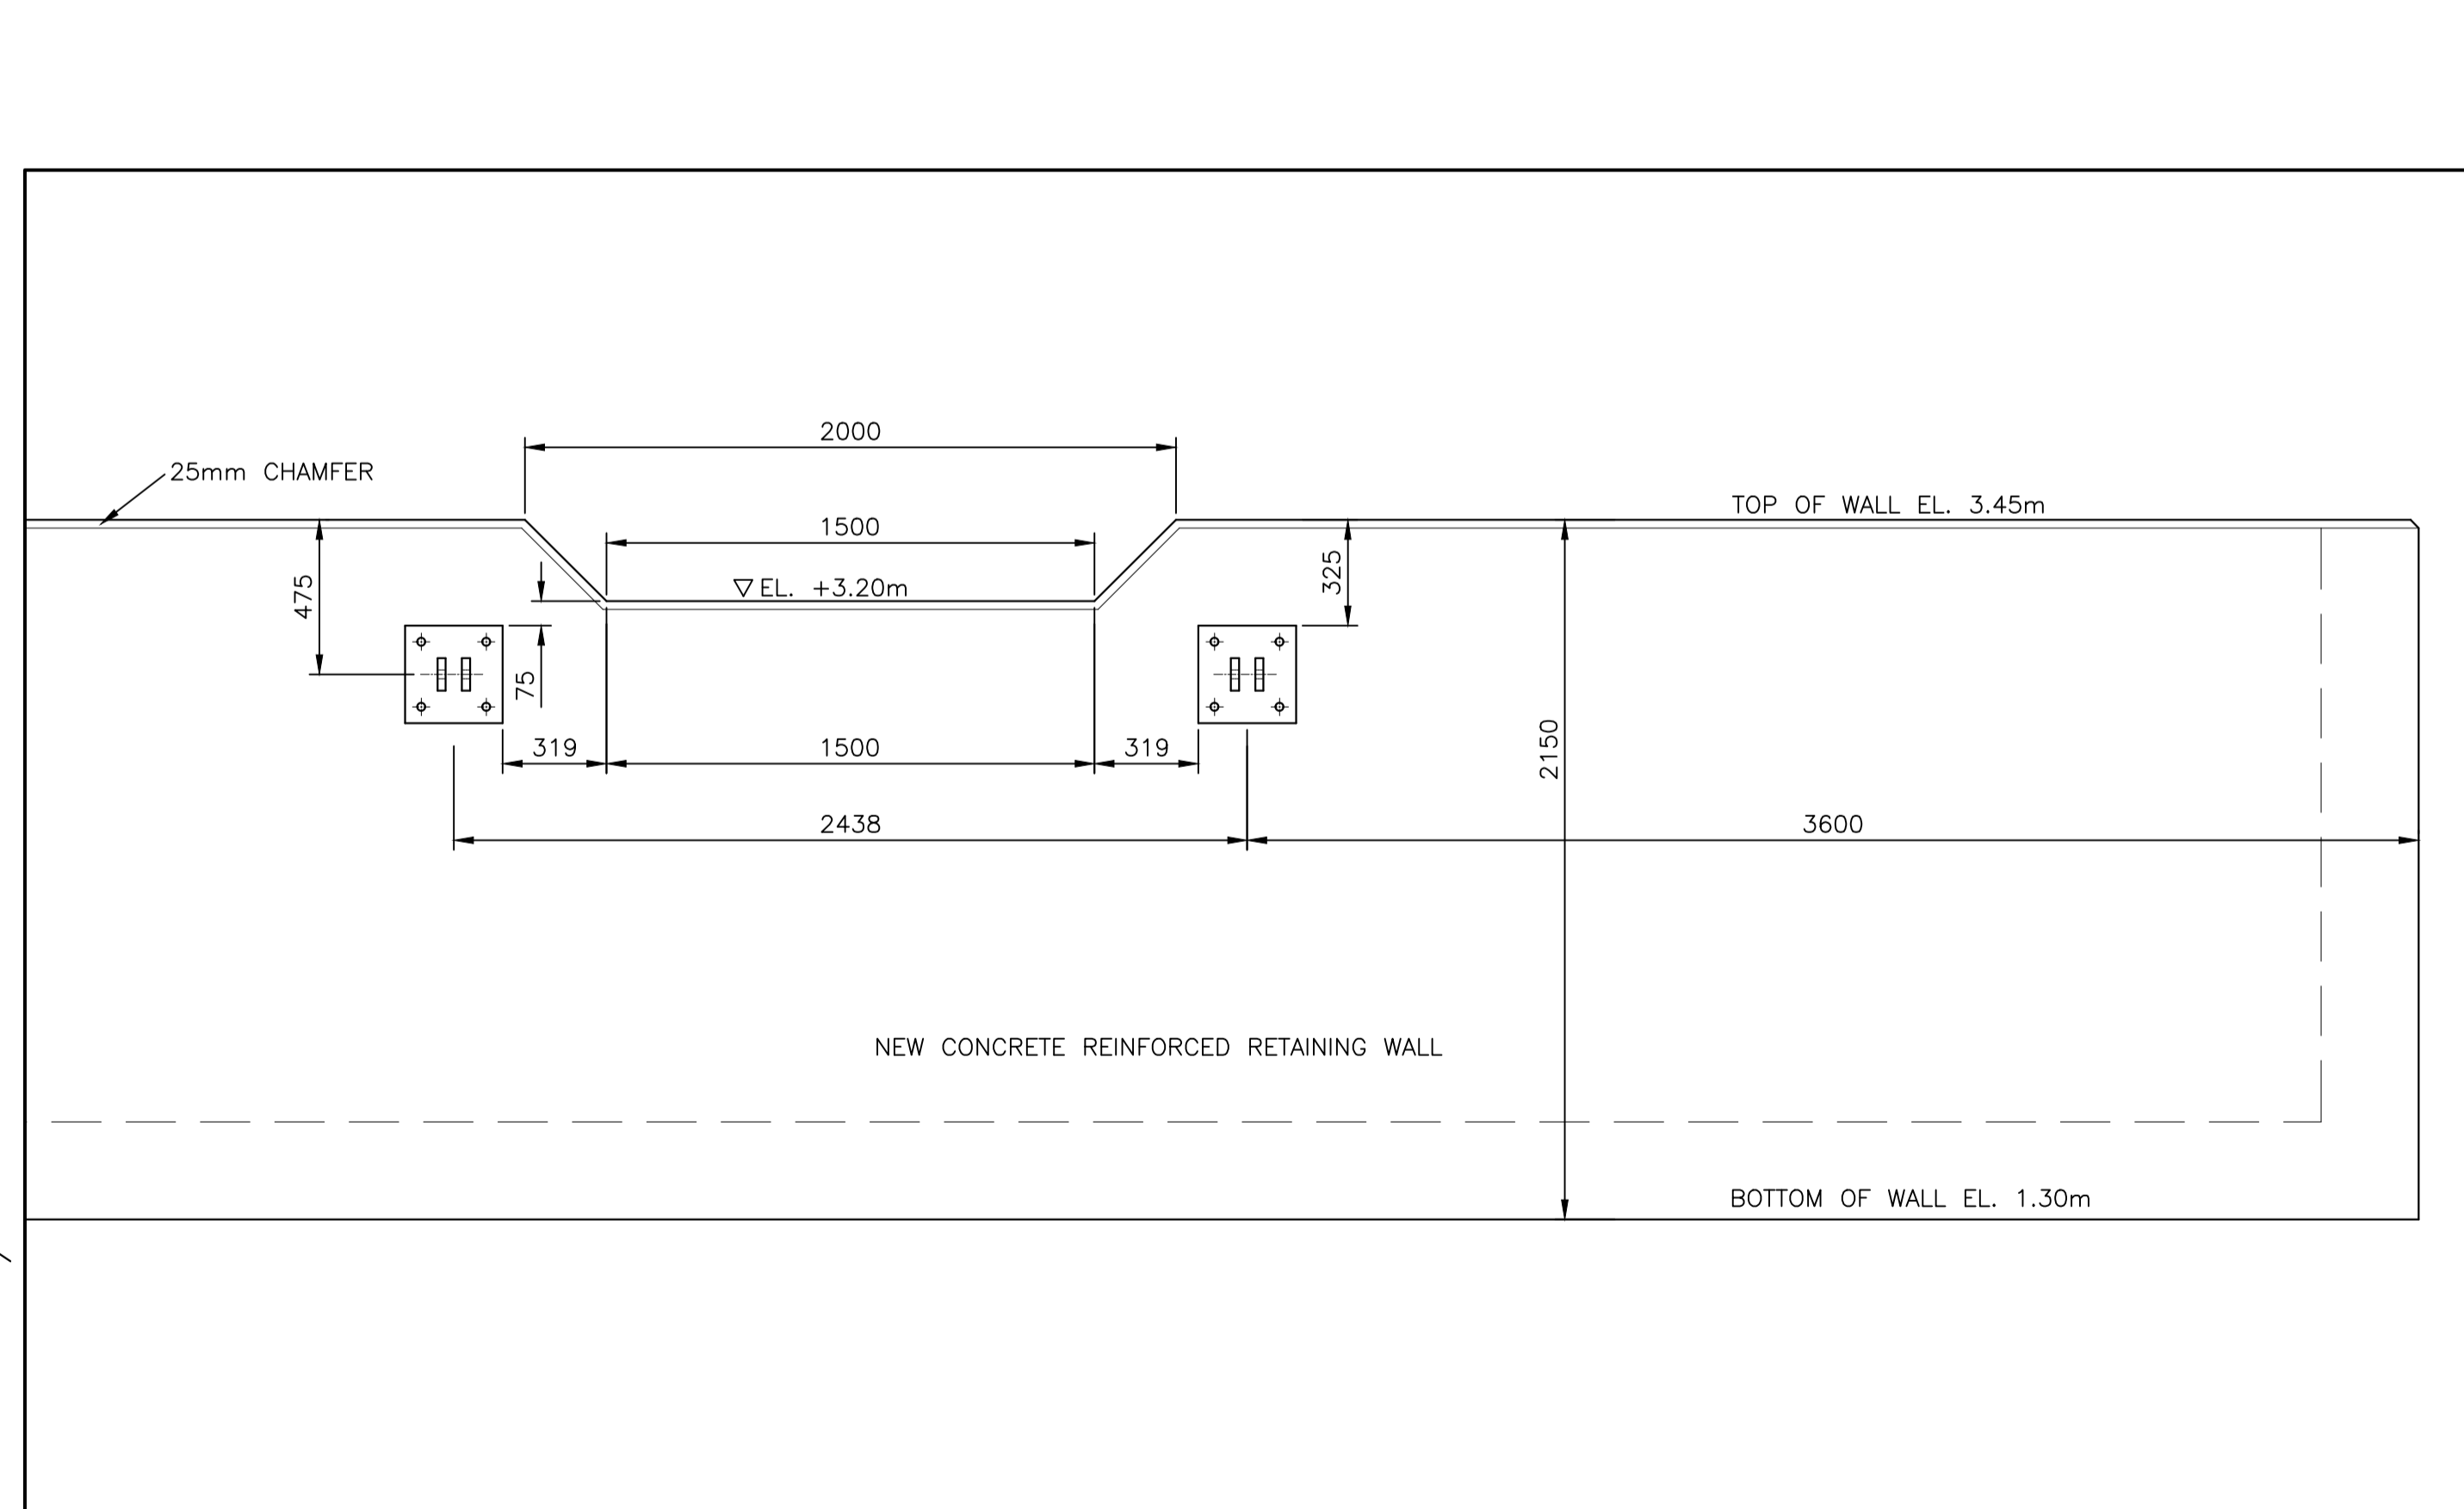 2000
25mm CHAMFER
TOP OF WALL EL. 3.45m
1500
475
325
EL. +3.20m
75
319
1500
319
2150
2438
3600
NEW CONCRETE REINFORCED RETAINING WALL
BOTTOM OF WALL EL. 1.30m